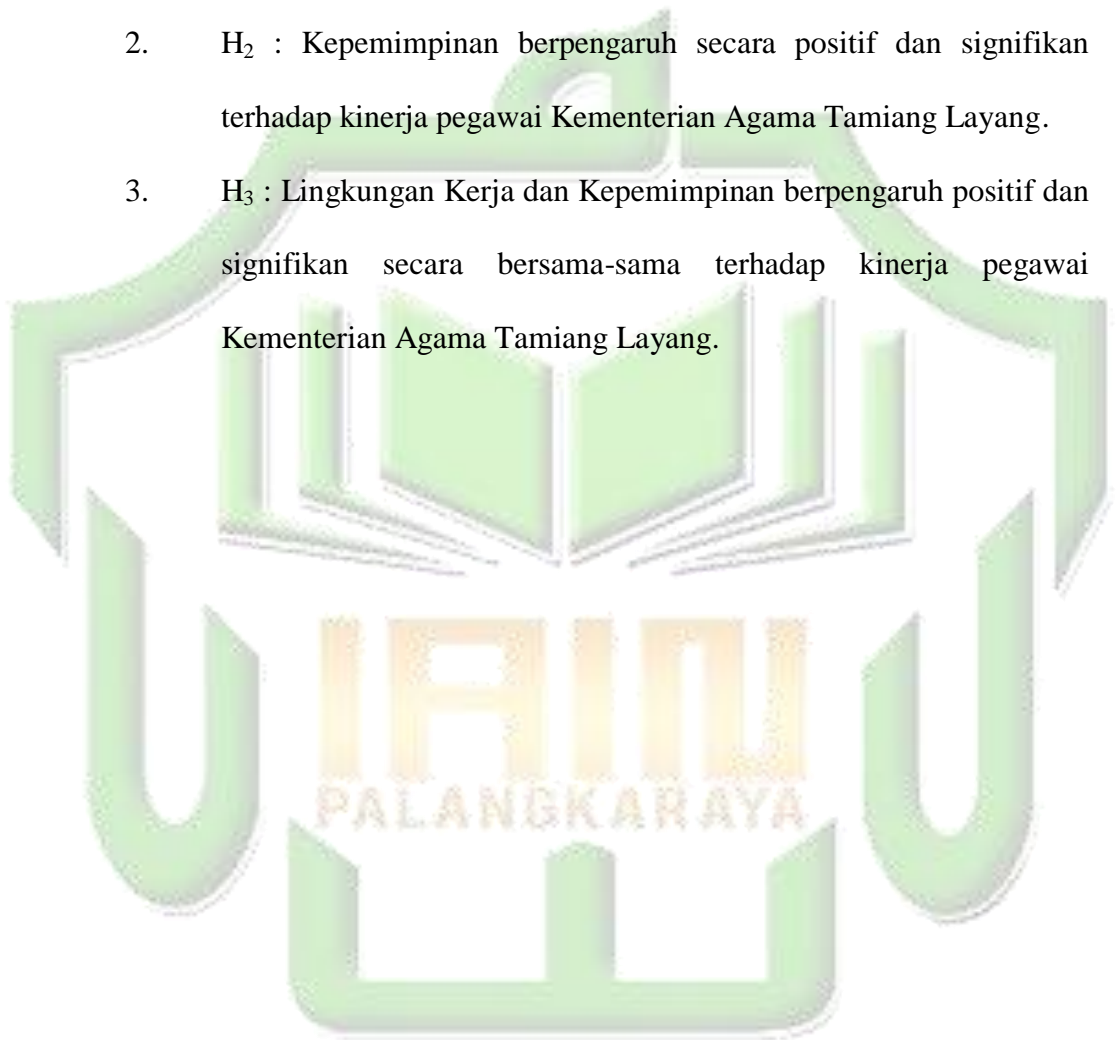 2. H₂ : Kepemimpinan berpengaruh secara positif dan signifikan
terhadap kinerja pegawai Kementerian Agama Tamiang Layang.
3. H₃ : Lingkungan Kerja dan Kepemimpinan berpengaruh positif dan
signifikan secara bersama-sama terhadap kinerja pegawai
Kementerian Agama Tamiang Layang.
IAIN
PALANGKARAYA